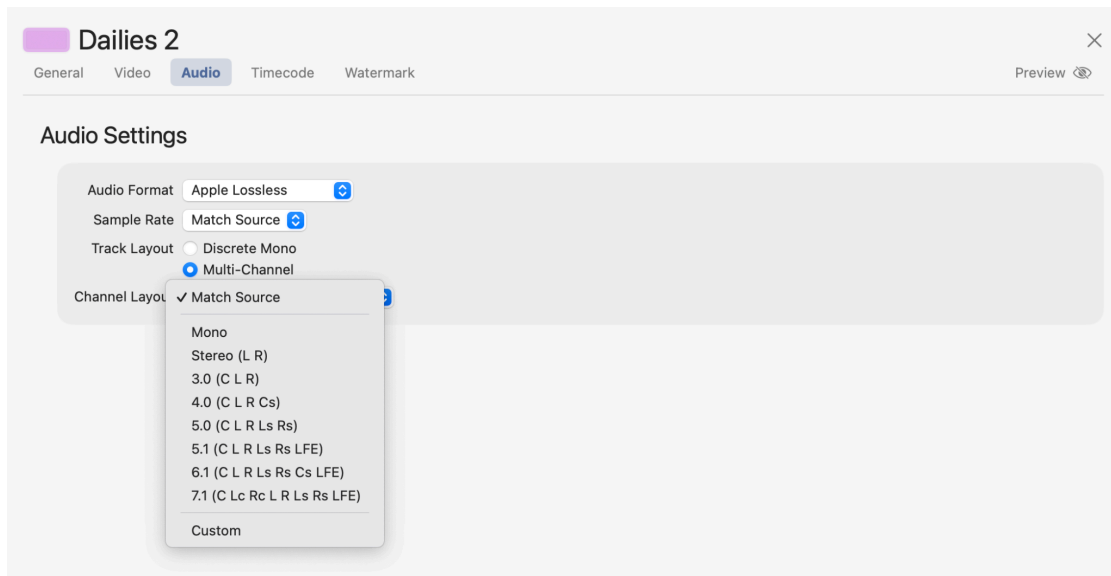 Dailies 2
General Video Audio Timecode Watermark Preview
Audio Settings
Audio Format Apple Lossless
Sample Rate Match Source
Track Layout Discrete Mono
Multi-Channel
Channel Layou ✓ Match Source
Mono
Stereo (L R)
3.0 (C L R)
4.0 (C L R Cs)
5.0 (C L R Ls Rs)
5.1 (C L R Ls Rs LFE)
6.1 (C L R Ls Rs Cs LFE)
7.1 (C Lc Rc L R Ls Rs LFE)
Custom